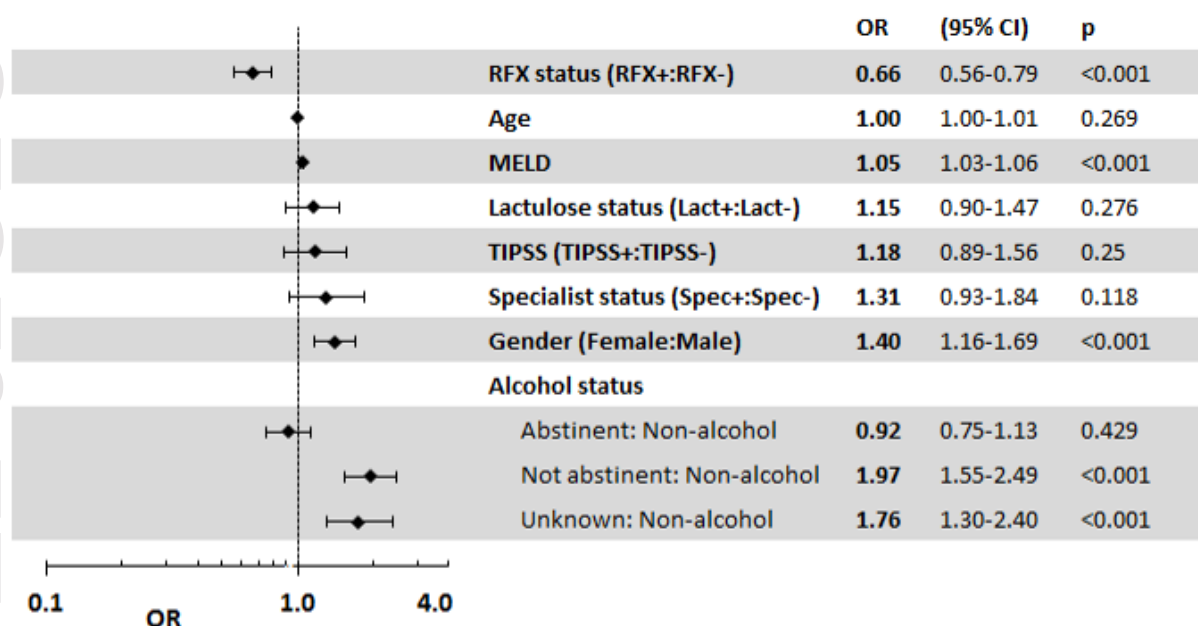 OR (95% CI) p
RFX status (RFX+:RFX-) 0.66 0.56-0.79 <0.001
Age 1.00 1.00-1.01 0.269
MELD 1.05 1.03-1.06 <0.001
Lactulose status (Lact+:Lact-) 1.15 0.90-1.47 0.276
TIPSS (TIPSS+:TIPSS-) 1.18 0.89-1.56 0.25
Specialist status (Spec+:Spec-) 1.31 0.93-1.84 0.118
Gender (Female:Male) 1.40 1.16-1.69 <0.001
Alcohol status
Abstinent: Non-alcohol 0.92 0.75-1.13 0.429
Not abstinent: Non-alcohol 1.97 1.55-2.49 <0.001
Unknown: Non-alcohol 1.76 1.30-2.40 <0.001
0.1 1.0 4.0
OR